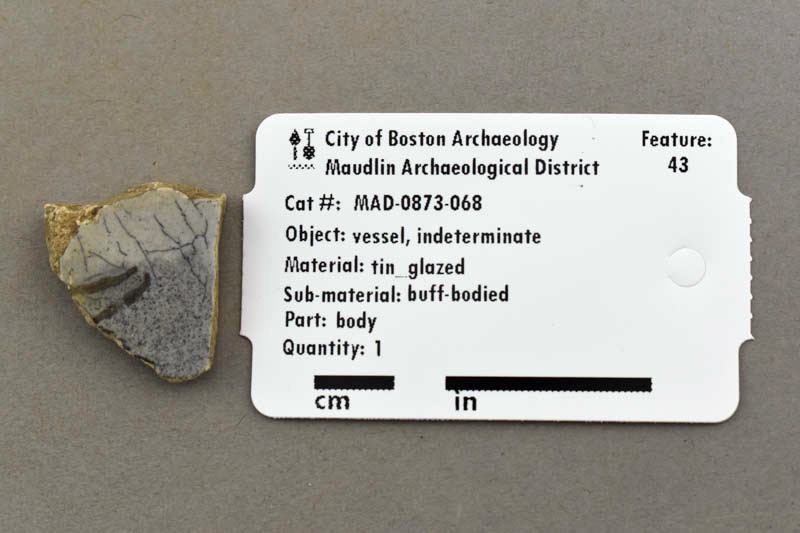 City of Boston Archaeology
Maudlin Archaeological District
Feature:
43
Cat #: MAD-0873-068
Object: vessel, indeterminate
Material: tin_glazed
Sub-material: buff-bodied
Part: body
Quantity: 1
cm
in